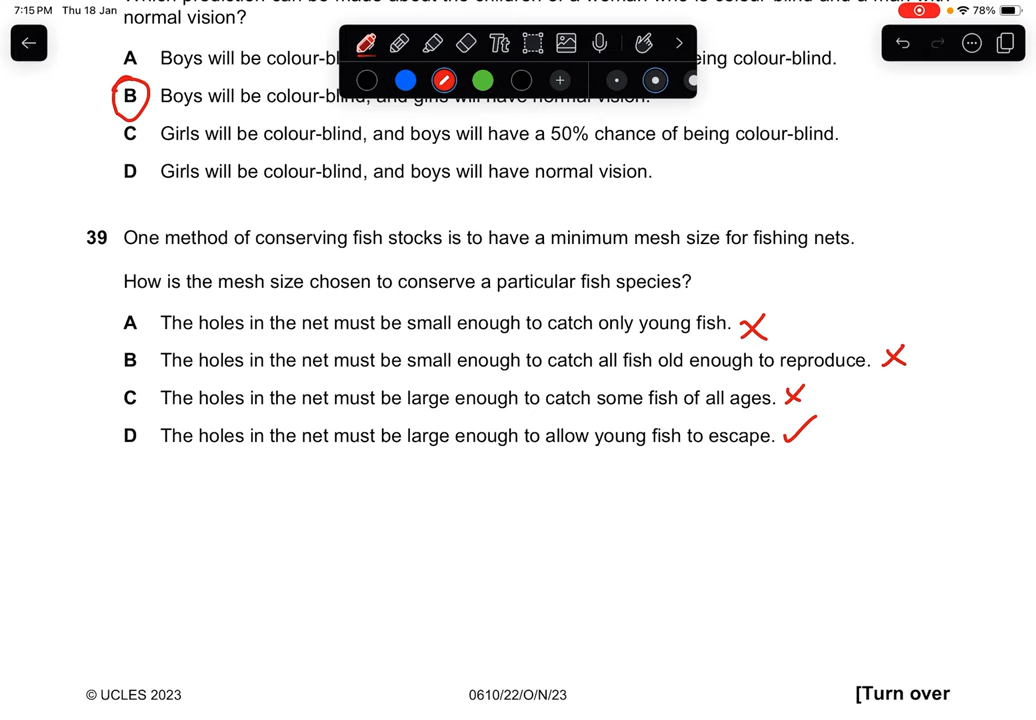 7:15 PM Thu 18 Jan
78%
normal vision?
A Boys will be colour-bl eing colour-blind.
B Boys will be colour-blind, and girls will have normal vision.
C Girls will be colour-blind, and boys will have a 50% chance of being colour-blind.
D Girls will be colour-blind, and boys will have normal vision.
39 One method of conserving fish stocks is to have a minimum mesh size for fishing nets.
How is the mesh size chosen to conserve a particular fish species?
A The holes in the net must be small enough to catch only young fish.
B The holes in the net must be small enough to catch all fish old enough to reproduce.
C The holes in the net must be large enough to catch some fish of all ages.
D The holes in the net must be large enough to allow young fish to escape.
© UCLES 2023
0610/22/O/N/23
[Turn over